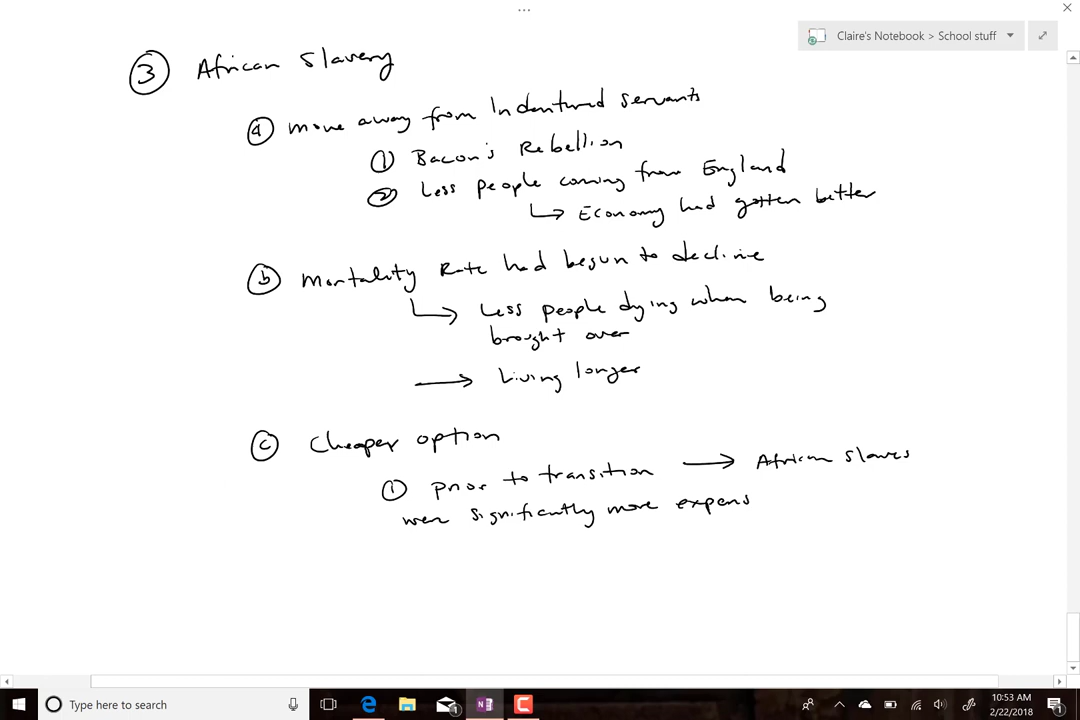 ...
Claire's Notebook > School stuff
③ African Slavery
ⓐ Move away from Indentured Servants
① Bacon's Rebellion
② Less people coming from England
↳ Economy had gotten better
ⓑ Mortality Rate had begun to decline
↳ Less people dying when being
brought over
→ Living longer
ⓒ Cheaper option
① prior to transition → African slaves
were significantly more expens
Type here to search
10:53 AM
2/22/2018